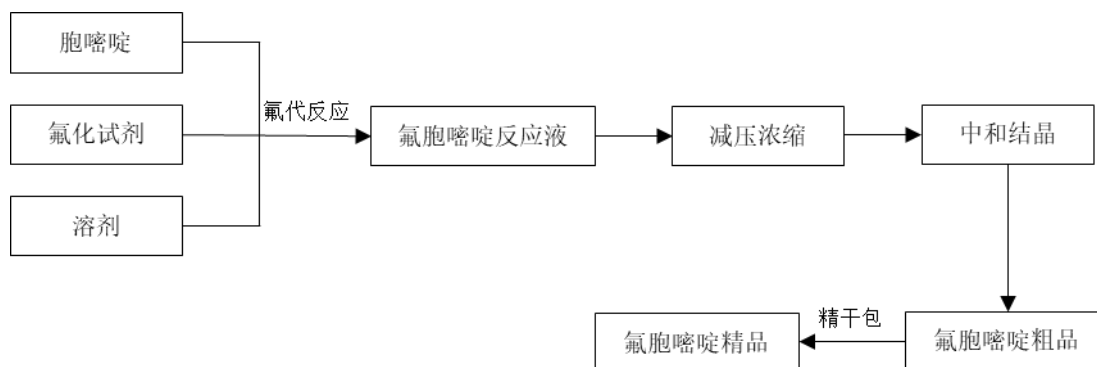 胞嘧啶
氟化试剂
溶剂
氟代反应
氟胞嘧啶反应液
减压浓缩
中和结晶
氟胞嘧啶粗品
精干包
氟胞嘧啶精品